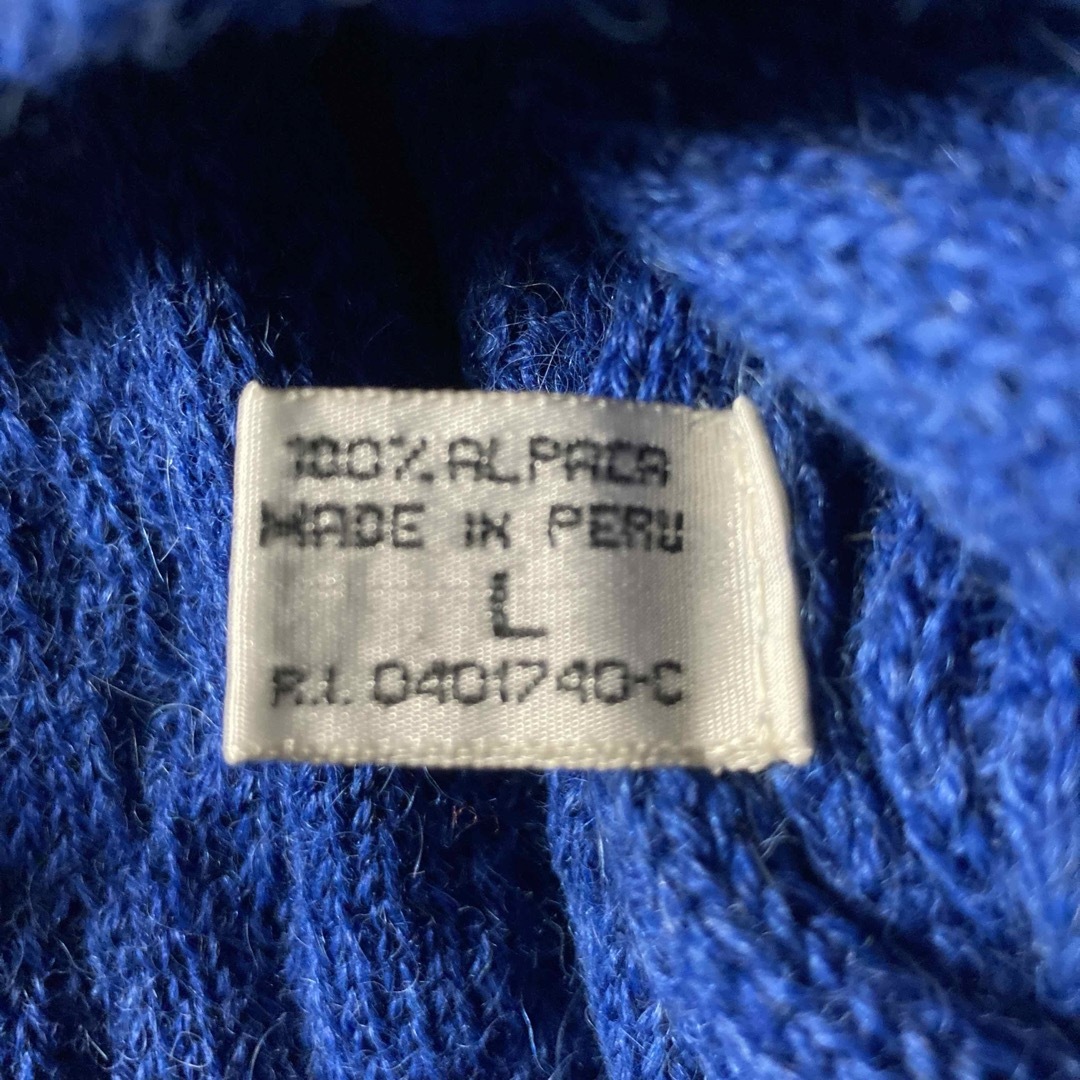 100% ALPACA
MADE IN PERU
L
R.I. 0401740-C